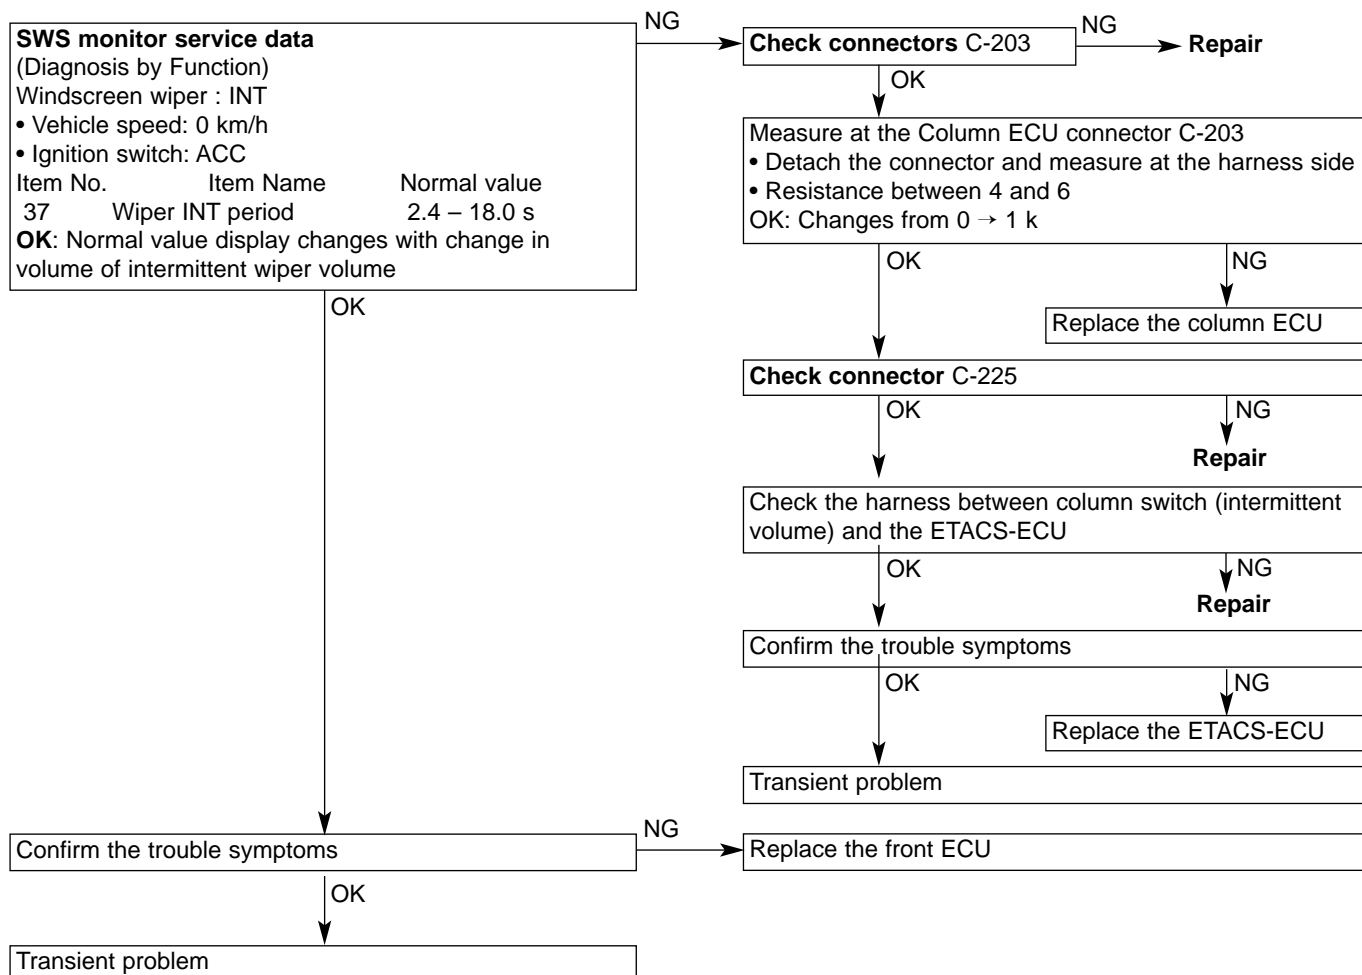 SWS monitor service data
(Diagnosis by Function)
Windscreen wiper : INT
• Vehicle speed: 0 km/h
• Ignition switch: ACC
Item No. Item Name Normal value
37 Wiper INT period 2.4 – 18.0 s
OK: Normal value display changes with change in
volume of intermittent wiper volume
NG
Check connectors C-203
NG
Repair
OK
Measure at the Column ECU connector C-203
• Detach the connector and measure at the harness side
• Resistance between 4 and 6
OK: Changes from 0 → 1 k
OK
NG
Replace the column ECU
Check connector C-225
OK
NG
Repair
Check the harness between column switch (intermittent
volume) and the ETACS-ECU
OK
NG
Repair
Confirm the trouble symptoms
OK
NG
Replace the ETACS-ECU
Transient problem
OK
Confirm the trouble symptoms
NG
Replace the front ECU
OK
Transient problem